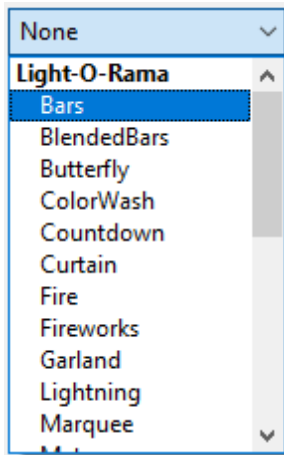 None
Light-O-Rama
Bars
BlendedBars
Butterfly
ColorWash
Countdown
Curtain
Fire
Fireworks
Garland
Lightning
Marquee